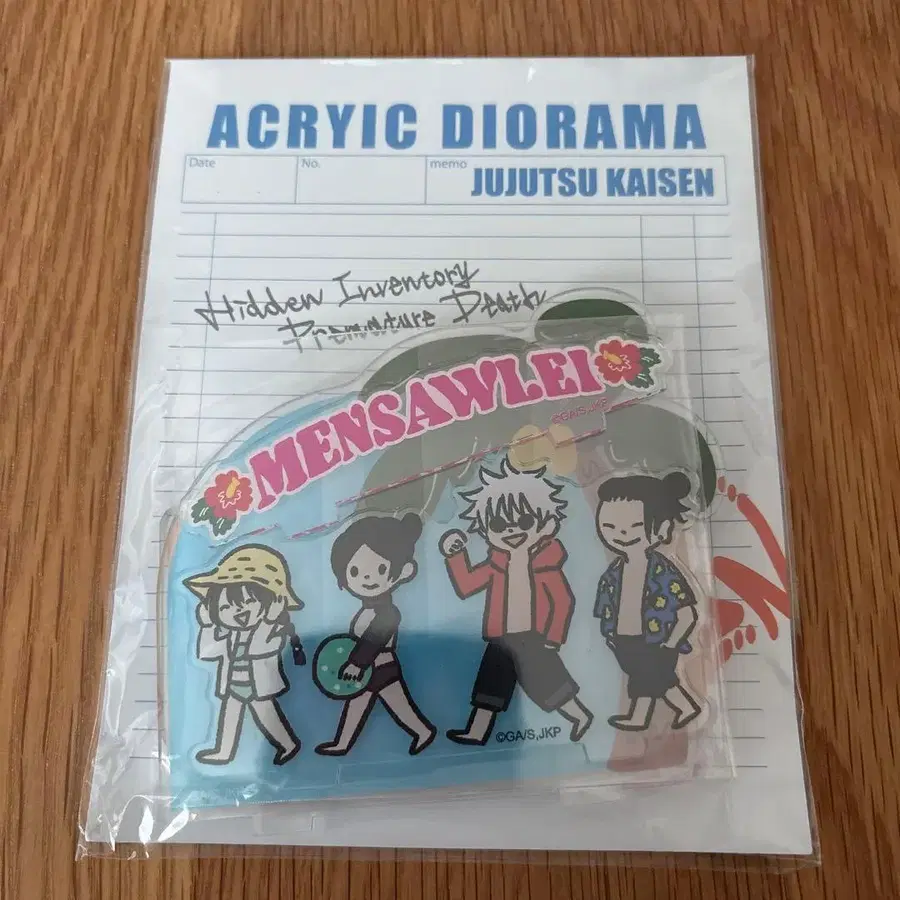 ACRYIC DIORAMA
Date No. memo
JUJUTSU KAISEN
Hidden Inventory
Premature Death
MENSAWLEI
©GA/S,JKP
©GA/S,JKP